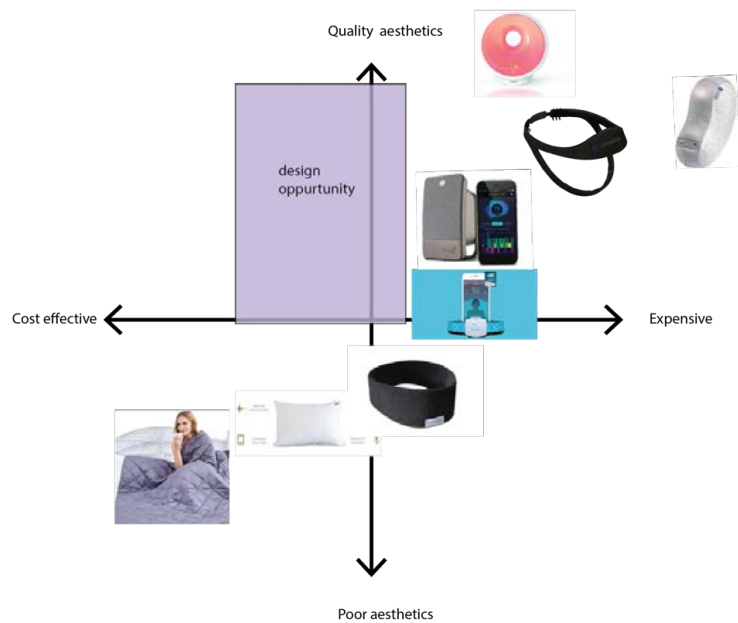 Quality aesthetics
design
oppurtunity
Cost effective
Expensive
Poor aesthetics